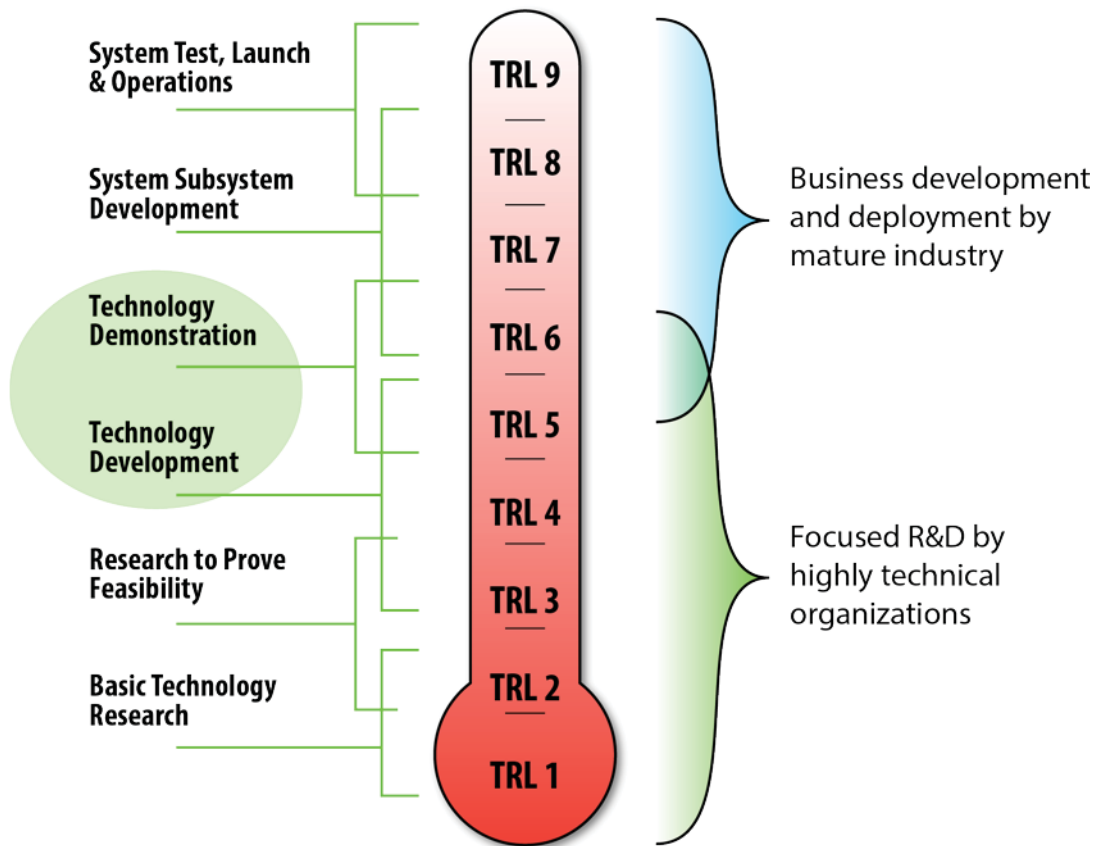 System Test, Launch
& Operations
System Subsystem
Development
Technology
Demonstration
Technology
Development
Research to Prove
Feasibility
Basic Technology
Research
TRL 9
TRL 8
TRL 7
TRL 6
TRL 5
TRL 4
TRL 3
TRL 2
TRL 1
Business development
and deployment by
mature industry
Focused R&D by
highly technical
organizations